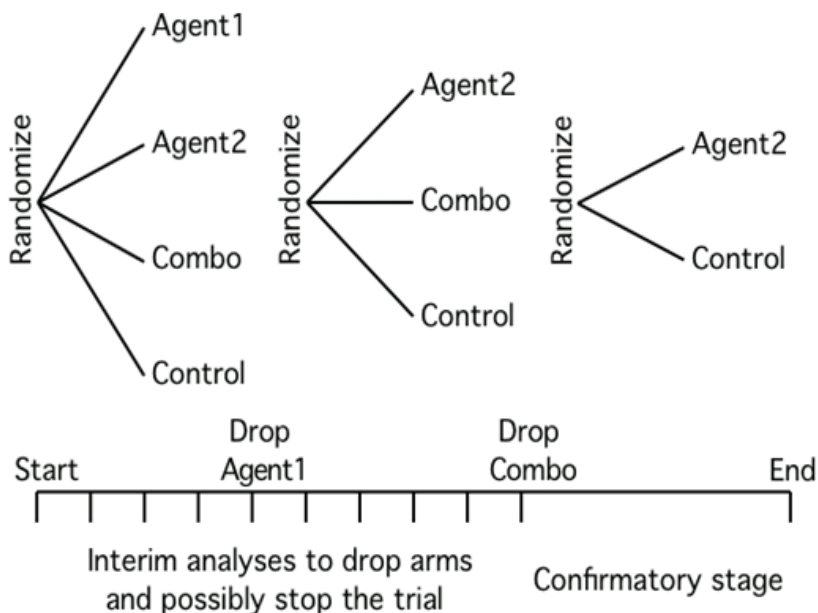 Randomize
Agent1
Agent2
Combo
Control
Randomize
Agent2
Combo
Control
Randomize
Agent2
Control
Start
Drop
Agent1
Drop
Combo
End
Interim analyses to drop arms
and possibly stop the trial
Confirmatory stage